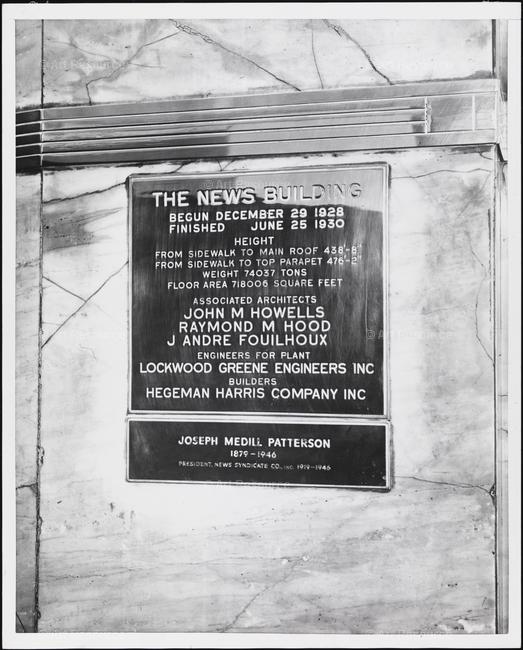 THE NEWS BUILDING
BEGUN DECEMBER 29 1928
FINISHED JUNE 25 1930
HEIGHT
FROM SIDEWALK TO MAIN ROOF 438'-8"
FROM SIDEWALK TO TOP PARAPET 476'-2"
WEIGHT 74037 TONS
FLOOR AREA 718006 SQUARE FEET
ASSOCIATED ARCHITECTS
JOHN M HOWELLS
RAYMOND M HOOD
J ANDRE FOUILHOUX
ENGINEERS FOR PLANT
LOCKWOOD GREENE ENGINEERS INC
BUILDERS
HEGEMAN HARRIS COMPANY INC
JOSEPH MEDILL PATTERSON
1879-1946
PRESIDENT, NEWS SYNDICATE CO., INC. 1919-1946